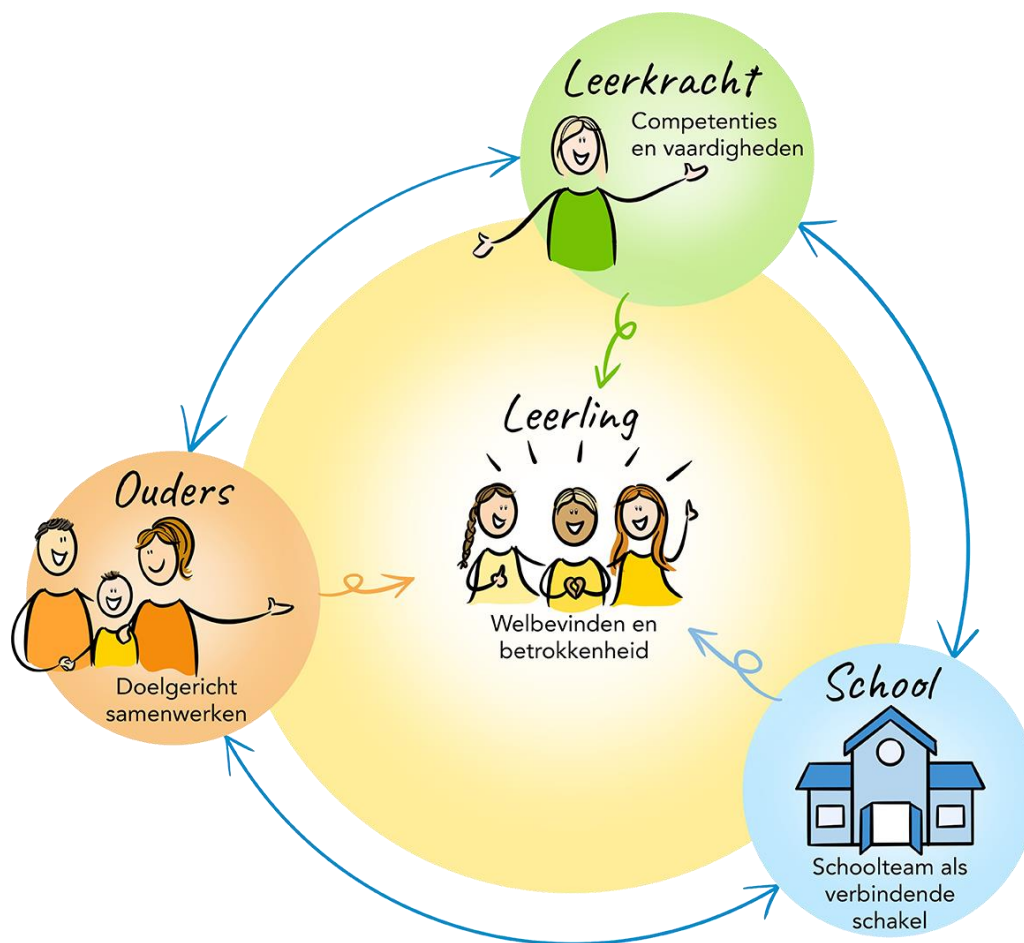 Leerkracht
Competenties
en vaardigheden
Leerling
Welbevinden en
betrokkenheid
Ouders
Doelgericht
samenwerken
School
Schoolteam als
verbindende
schakel